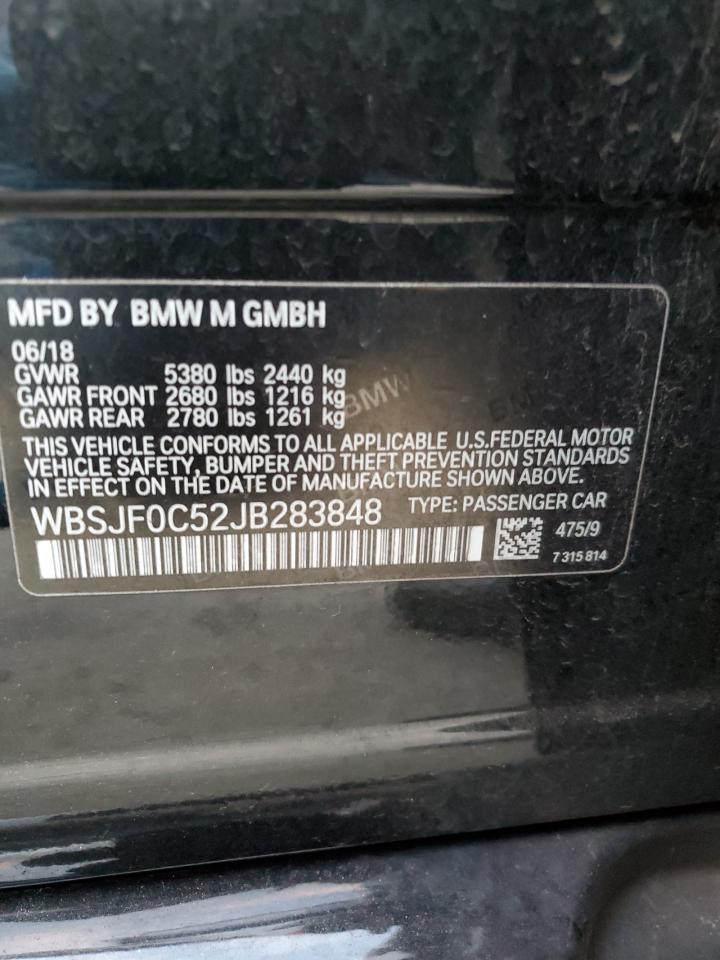 MFD BY BMW M GMBH
06/18
GVWR 5380 lbs 2440 kg
GAWR FRONT 2680 lbs 1216 kg
GAWR REAR 2780 lbs 1261 kg
THIS VEHICLE CONFORMS TO ALL APPLICABLE U.S.FEDERAL MOTOR
VEHICLE SAFETY, BUMPER AND THEFT PREVENTION STANDARDS
IN EFFECT ON THE DATE OF MANUFACTURE SHOWN ABOVE.
WBSJF0C52JB283848 TYPE: PASSENGER CAR
475/9
7 315 814
BMW